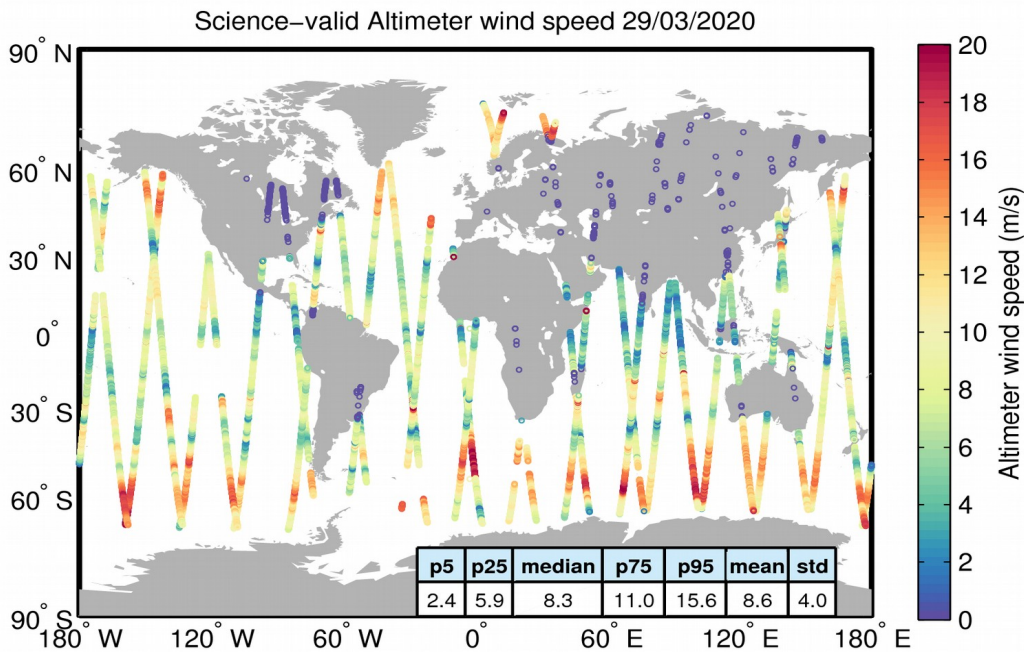 Science−valid Altimeter wind speed 29/03/2020
90° N
60° N
30° N
0°
30° S
60° S
90° S
180° W
120° W
60° W
0°
60° E
120° E
180° E
p5 p25 median p75 p95 mean std
2.4 5.9 8.3 11.0 15.6 8.6 4.0
20
18
16
14
12
10
8
6
4
2
0
Altimeter wind speed (m/s)